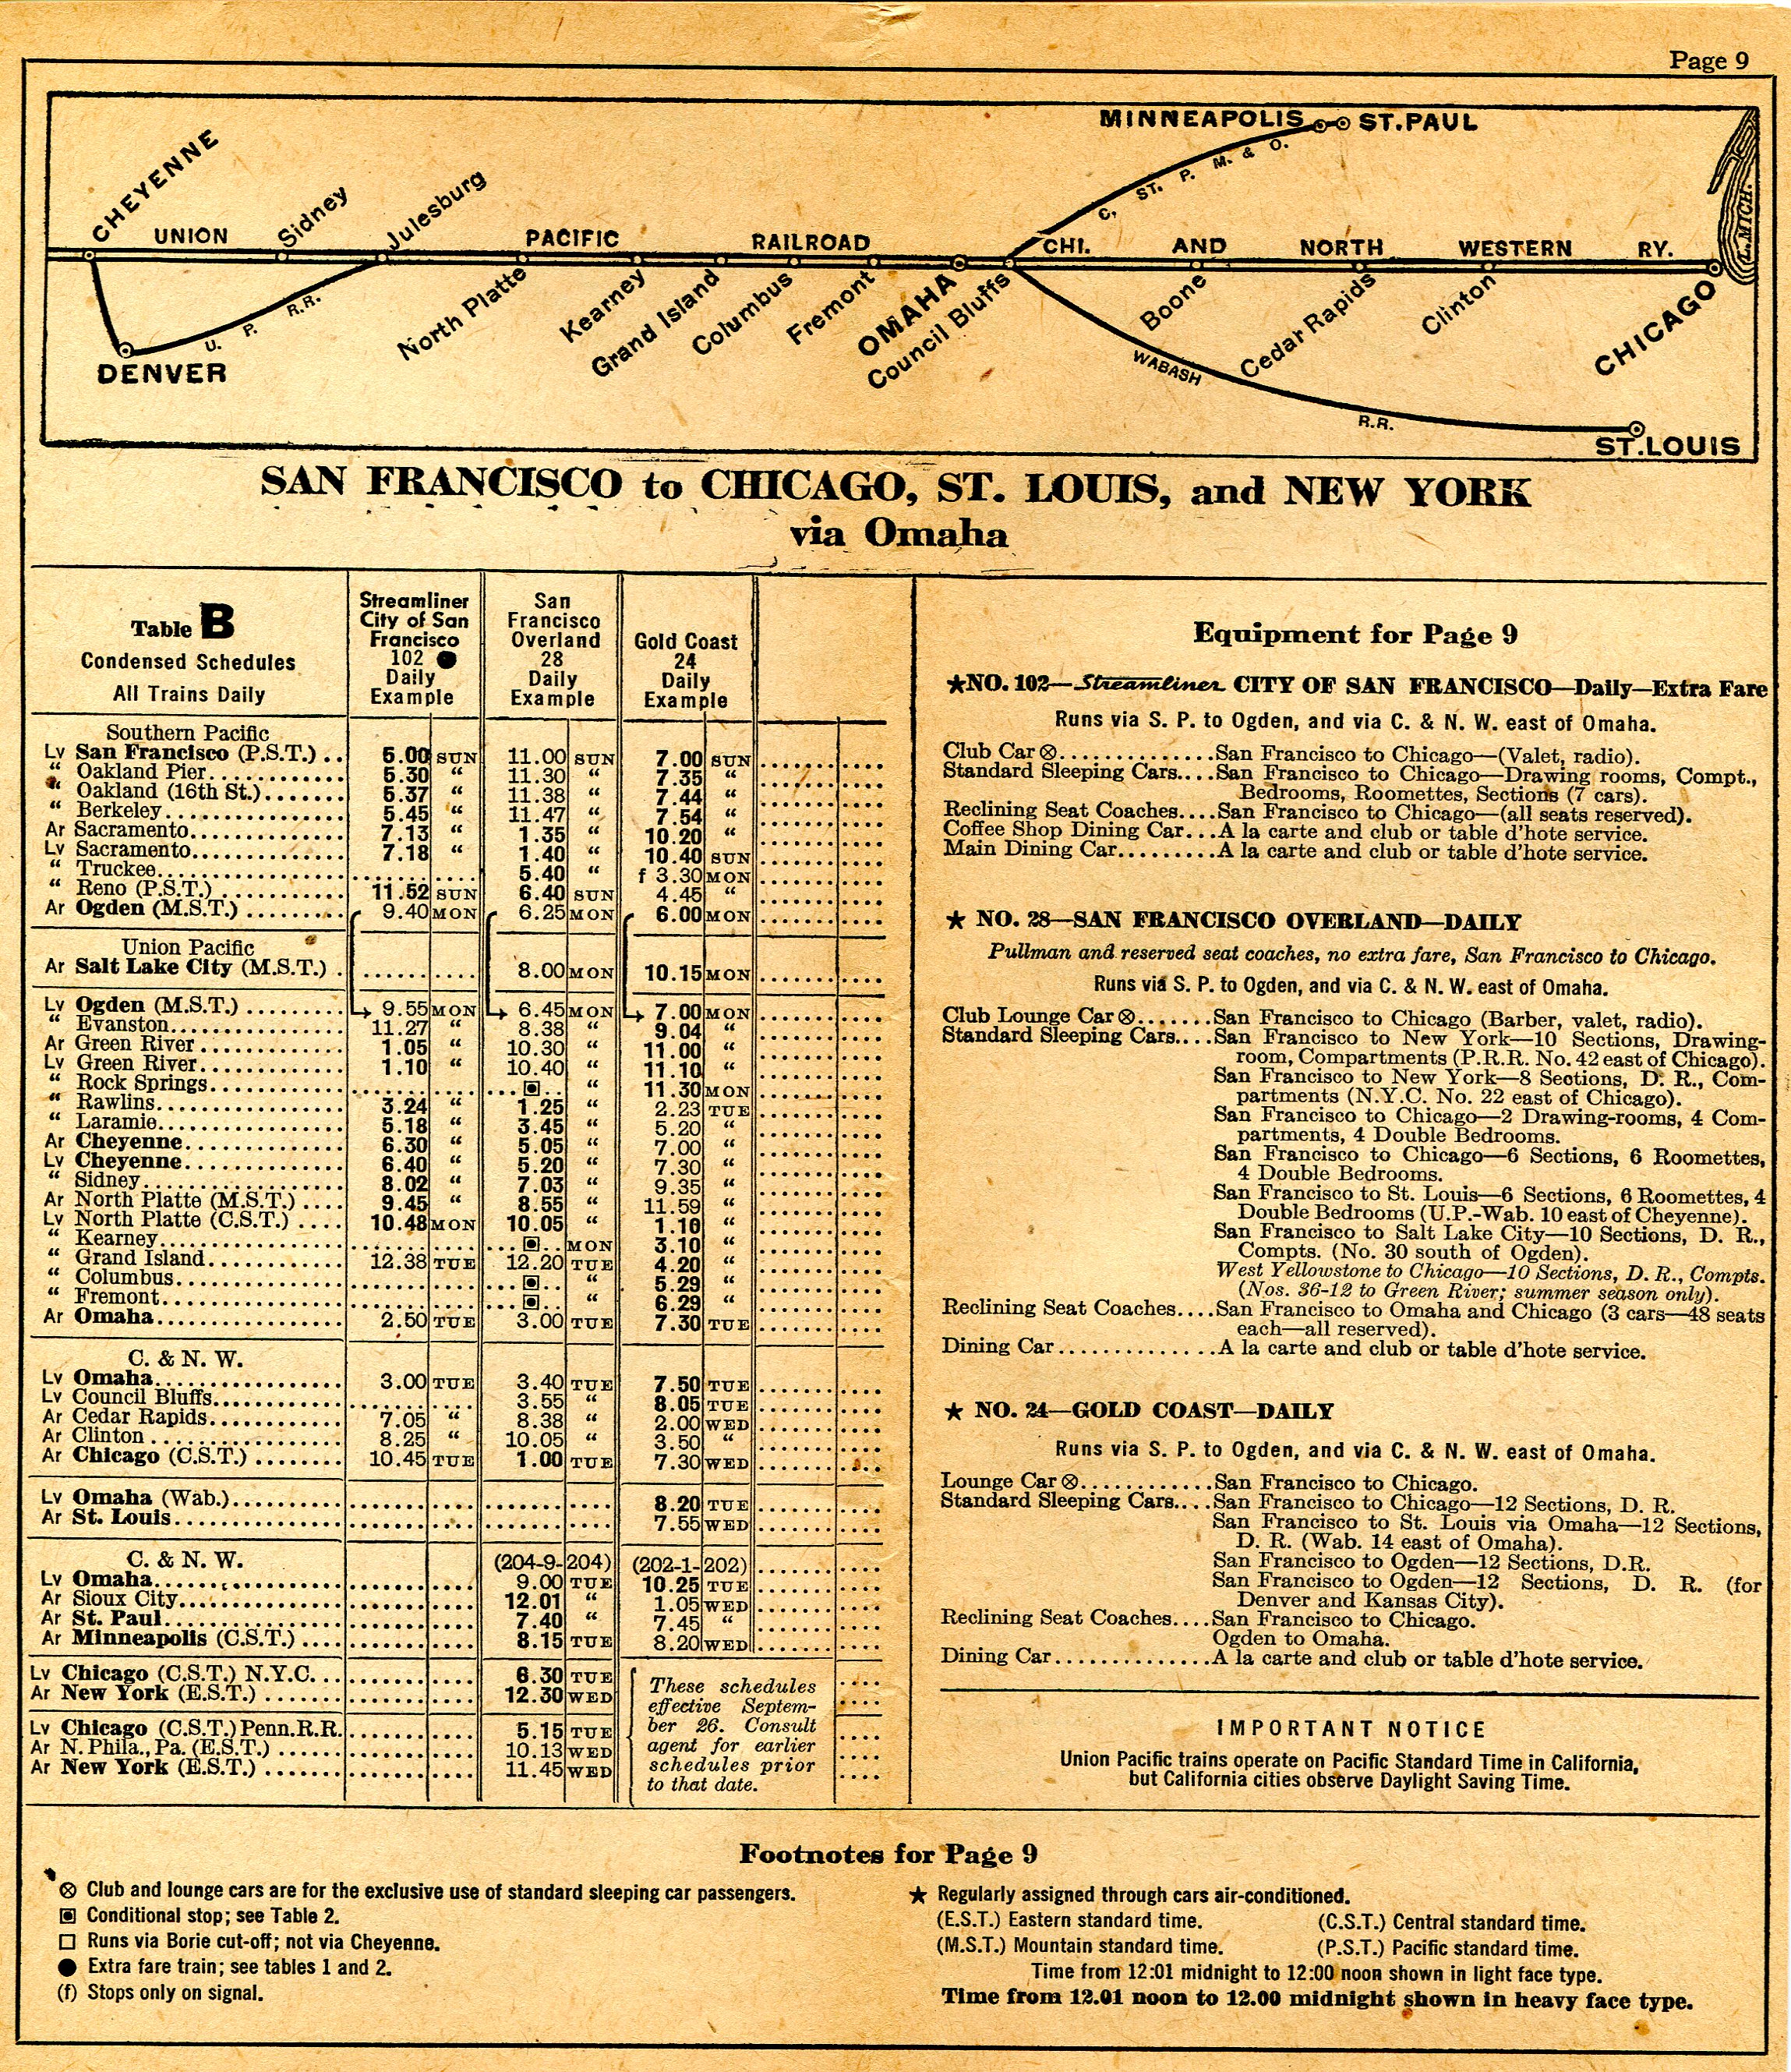 Page 9
MINNEAPOLIS ST. PAUL
C. ST. P. M. & O.
CHEYENNE
Sidney
Julesburg
UNION PACIFIC RAILROAD
CHI. AND NORTH WESTERN RY.
L. MICH.
North Platte
Kearney
Grand Island
Columbus
Fremont
OMAHA
Council Bluffs
Boone
Cedar Rapids
Clinton
CHICAGO
U. P. R.R.
DENVER
WABASH R.R.
ST. LOUIS
SAN FRANCISCO to CHICAGO, ST. LOUIS, and NEW YORK
via Omaha
Table B
Condensed Schedules
All Trains Daily
Streamliner
City of San
Francisco
102 ●
Daily
Example
San
Francisco
Overland
28
Daily
Example
Gold Coast
24
Daily
Example
Southern Pacific
Lv San Francisco (P.S.T.) .. 5.00 SUN 11.00 SUN 7.00 SUN
“ Oakland Pier 5.30 “ 11.30 “ 7.35 “
“ Oakland (16th St.) 5.37 “ 11.38 “ 7.44 “
“ Berkeley 5.45 “ 11.47 “ 7.54 “
Ar Sacramento 7.13 “ 1.35 “ 10.20 “
Lv Sacramento 7.18 “ 1.40 “ 10.40 SUN
“ Truckee 5.40 “ f 3.30 MON
“ Reno (P.S.T.) 11.52 SUN 6.40 SUN 4.45 “
Ar Ogden (M.S.T.) 9.40 MON 6.25 MON 6.00 MON
Union Pacific
Ar Salt Lake City (M.S.T.) . 8.00 MON 10.15 MON
Lv Ogden (M.S.T.) 9.55 MON 6.45 MON 7.00 MON
“ Evanston 11.27 “ 8.38 “ 9.04 “
Ar Green River 1.05 “ 10.30 “ 11.00 “
Lv Green River 1.10 “ 10.40 “ 11.10 “
“ Rock Springs ▣ “ 11.30 MON
“ Rawlins 3.24 “ 1.25 “ 2.23 TUE
“ Laramie 5.18 “ 3.45 “ 5.20 “
Ar Cheyenne 6.30 “ 5.05 “ 7.00 “
Lv Cheyenne 6.40 “ 5.20 “ 7.30 “
“ Sidney 8.02 “ 7.03 “ 9.35 “
Ar North Platte (M.S.T.) 9.45 “ 8.55 “ 11.59 “
Lv North Platte (C.S.T.) 10.48 MON 10.05 “ 1.10 “
“ Kearney ▣ MON 3.10 “
“ Grand Island 12.38 TUE 12.20 TUE 4.20 “
“ Columbus ▣ “ 5.29 “
“ Fremont ▣ “ 6.29 “
Ar Omaha 2.50 TUE 3.00 TUE 7.30 TUE
C. & N. W.
Lv Omaha 3.00 TUE 3.40 TUE 7.50 TUE
Lv Council Bluffs 3.55 “ 8.05 TUE
Ar Cedar Rapids 7.05 “ 8.38 “ 2.00 WED
Ar Clinton 8.25 “ 10.05 “ 3.50 “
Ar Chicago (C.S.T.) 10.45 TUE 1.00 TUE 7.30 WED
Lv Omaha (Wab.) 8.20 TUE
Ar St. Louis 7.55 WED
C. & N. W. (204-9-204) (202-1-202)
Lv Omaha 9.00 TUE 10.25 TUE
Ar Sioux City 12.01 “ 1.05 WED
Ar St. Paul 7.40 “ 7.45 “
Ar Minneapolis (C.S.T.) 8.15 TUE 8.20 WED
Lv Chicago (C.S.T.) N.Y.C. 6.30 TUE
Ar New York (E.S.T.) 12.30 WED
Lv Chicago (C.S.T.) Penn.R.R. 5.15 TUE
Ar N. Phila., Pa. (E.S.T.) 10.13 WED
Ar New York (E.S.T.) 11.45 WED
These schedules
effective Septem-
ber 26. Consult
agent for earlier
schedules prior
to that date.
Equipment for Page 9
★NO. 102—Streamliner CITY OF SAN FRANCISCO—Daily—Extra Fare
Runs via S. P. to Ogden, and via C. & N. W. east of Omaha.
Club Car ⊗ San Francisco to Chicago—(Valet, radio).
Standard Sleeping Cars San Francisco to Chicago—Drawing rooms, Compt.,
Bedrooms, Roomettes, Sections (7 cars).
Reclining Seat Coaches San Francisco to Chicago—(all seats reserved).
Coffee Shop Dining Car A la carte and club or table d'hote service.
Main Dining Car A la carte and club or table d'hote service.
★ NO. 28—SAN FRANCISCO OVERLAND—DAILY
Pullman and reserved seat coaches, no extra fare, San Francisco to Chicago.
Runs via S. P. to Ogden, and via C. & N. W. east of Omaha.
Club Lounge Car ⊗ San Francisco to Chicago (Barber, valet, radio).
Standard Sleeping Cars San Francisco to New York—10 Sections, Drawing-
room, Compartments (P.R.R. No. 42 east of Chicago).
San Francisco to New York—8 Sections, D. R., Com-
partments (N.Y.C. No. 22 east of Chicago).
San Francisco to Chicago—2 Drawing-rooms, 4 Com-
partments, 4 Double Bedrooms.
San Francisco to Chicago—6 Sections, 6 Roomettes,
4 Double Bedrooms.
San Francisco to St. Louis—6 Sections, 6 Roomettes, 4
Double Bedrooms (U.P.-Wab. 10 east of Cheyenne).
San Francisco to Salt Lake City—10 Sections, D. R.,
Compts. (No. 30 south of Ogden).
West Yellowstone to Chicago—10 Sections, D. R., Compts.
(Nos. 36-12 to Green River; summer season only).
Reclining Seat Coaches San Francisco to Omaha and Chicago (3 cars—48 seats
each—all reserved).
Dining Car A la carte and club or table d'hote service.
★ NO. 24—GOLD COAST—DAILY
Runs via S. P. to Ogden, and via C. & N. W. east of Omaha.
Lounge Car ⊗ San Francisco to Chicago.
Standard Sleeping Cars San Francisco to Chicago—12 Sections, D. R.
San Francisco to St. Louis via Omaha—12 Sections,
D. R. (Wab. 14 east of Omaha).
San Francisco to Ogden—12 Sections, D.R.
San Francisco to Ogden—12 Sections, D. R. (for
Denver and Kansas City).
Reclining Seat Coaches San Francisco to Chicago.
Ogden to Omaha.
Dining Car A la carte and club or table d'hote service.
IMPORTANT NOTICE
Union Pacific trains operate on Pacific Standard Time in California,
but California cities observe Daylight Saving Time.
Footnotes for Page 9
⊗ Club and lounge cars are for the exclusive use of standard sleeping car passengers.
▣ Conditional stop; see Table 2.
□ Runs via Borie cut-off; not via Cheyenne.
● Extra fare train; see tables 1 and 2.
(f) Stops only on signal.
★ Regularly assigned through cars air-conditioned.
(E.S.T.) Eastern standard time. (C.S.T.) Central standard time.
(M.S.T.) Mountain standard time. (P.S.T.) Pacific standard time.
Time from 12:01 midnight to 12:00 noon shown in light face type.
Time from 12.01 noon to 12.00 midnight shown in heavy face type.